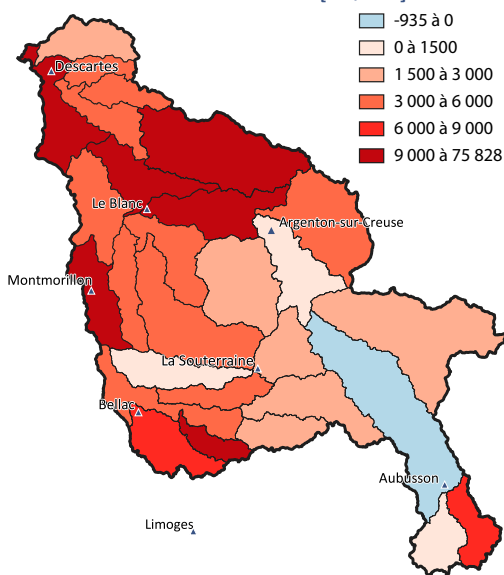 -935 à 0
0 à 1500
1 500 à 3 000
3 000 à 6 000
6 000 à 9 000
9 000 à 75 828
Descartes
Le Blanc
Argenton-sur-Creuse
Montmorillon
La Souterraine
Bellac
Aubusson
Limoges